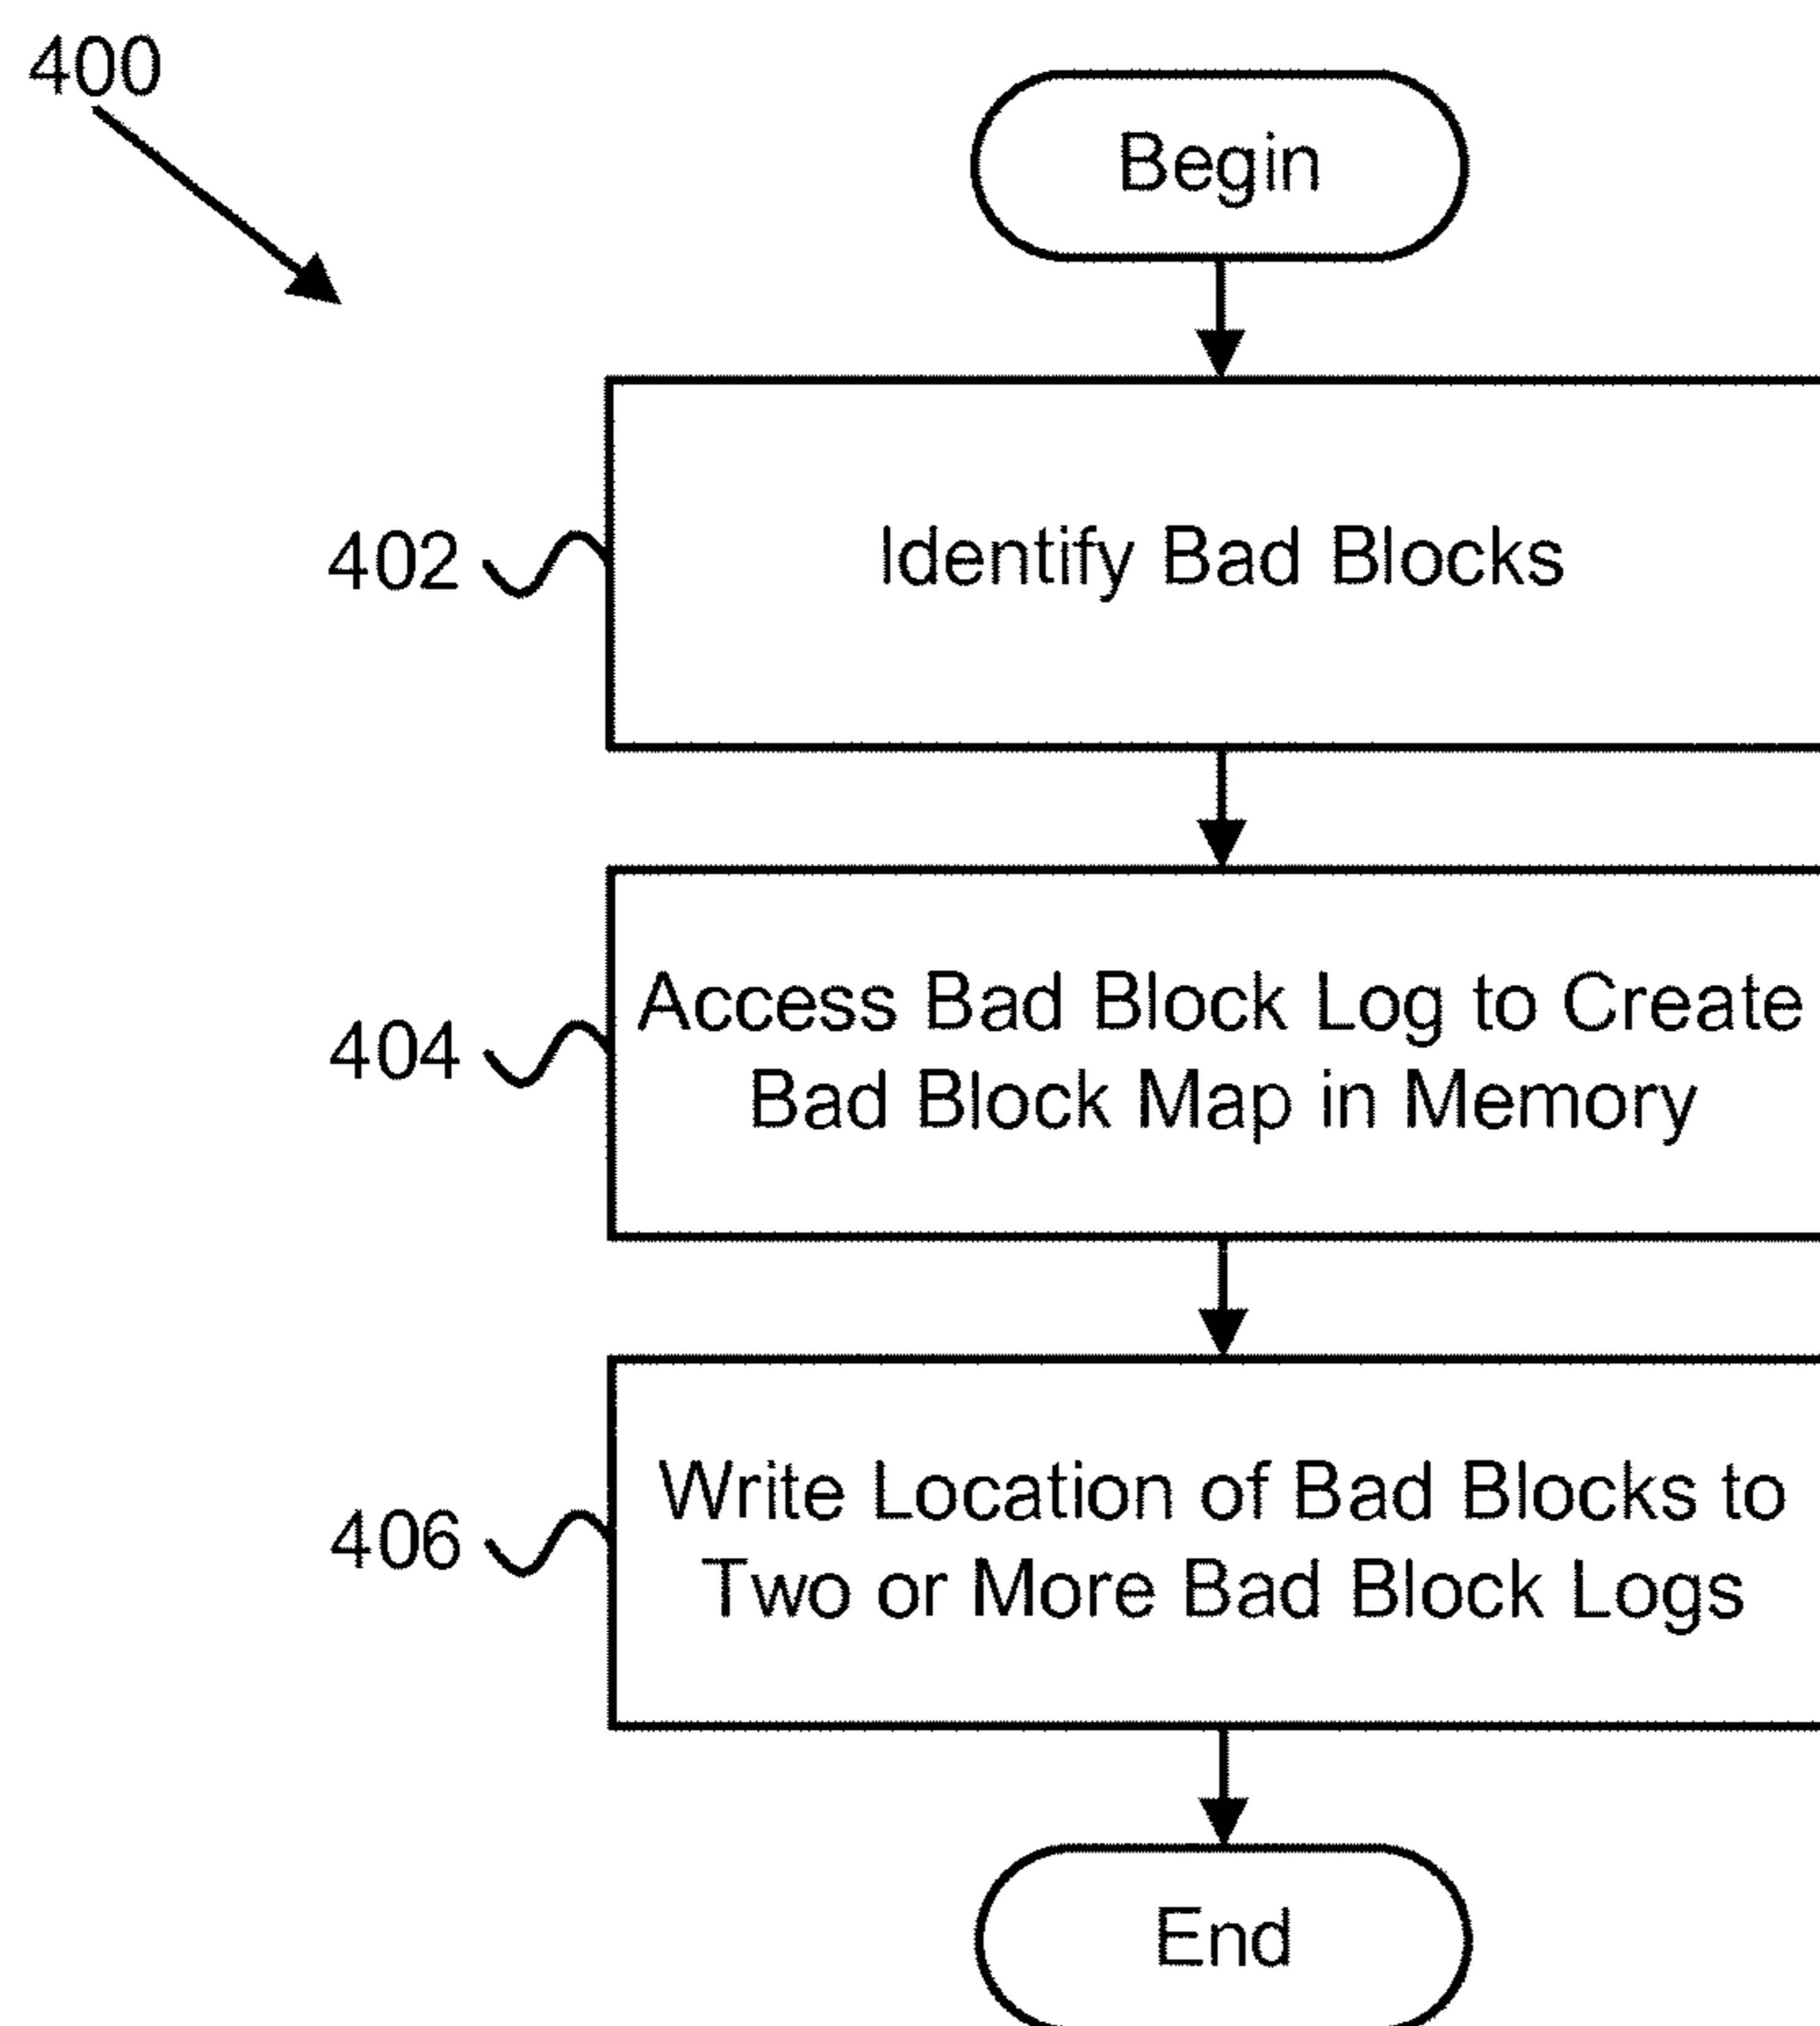 400
Begin
402
Identify Bad Blocks
404
Access Bad Block Log to Create
Bad Block Map in Memory
406
Write Location of Bad Blocks to
Two or More Bad Block Logs
End